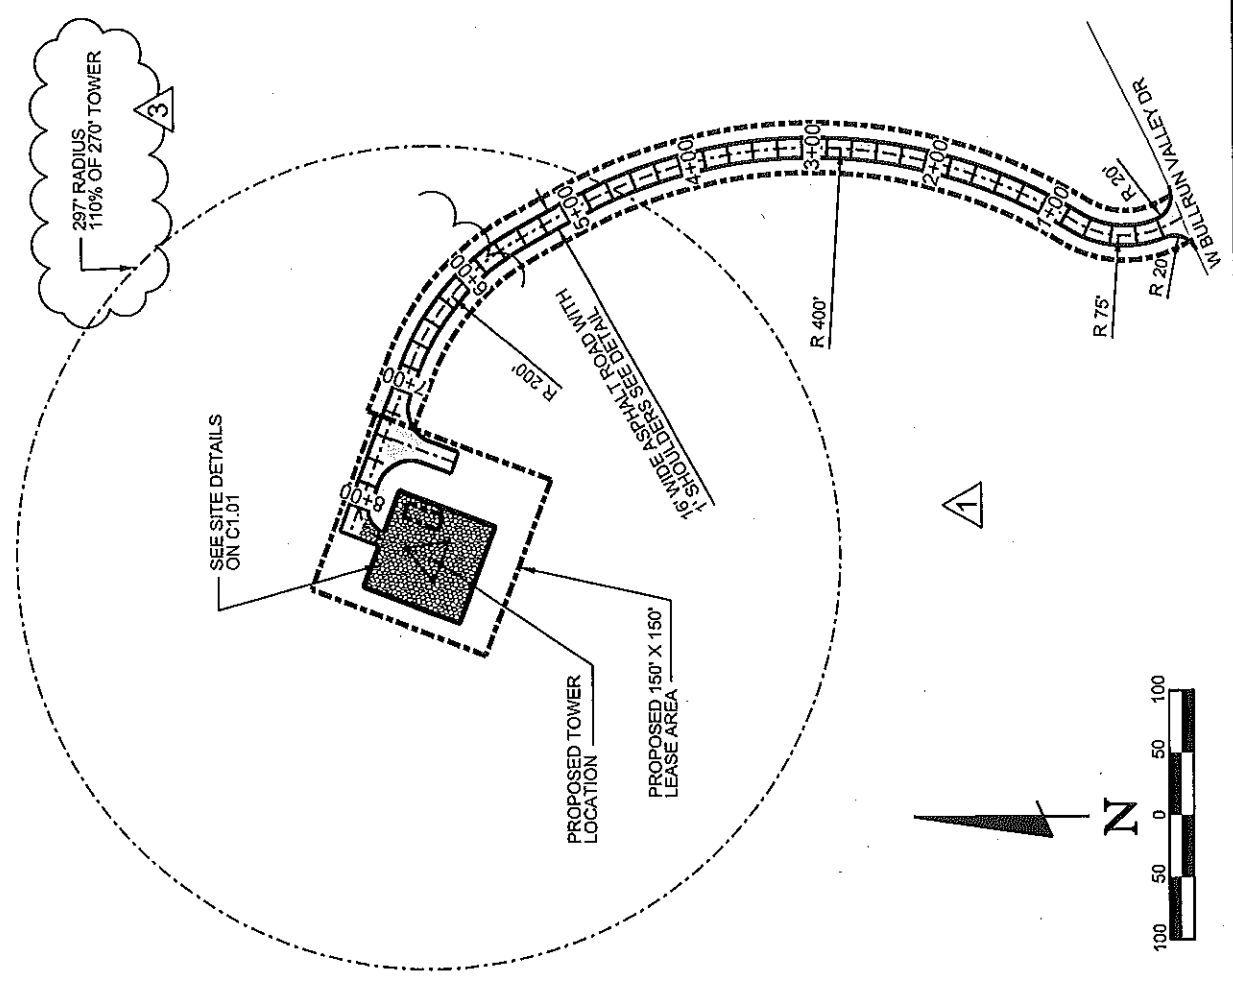 297' RADIUS
110% OF 270' TOWER
3
SEE SITE DETAILS
ON C1.01
8+00
7+00
6+00
5+00
4+00
3+00
2+00
1+00
R 200'
16' WIDE ASPHALT ROAD WITH
1' SHOULDERS SEE DETAIL
R 400'
R 75'
R 20'
R 20'
W BULLRUN VALLEY DR
PROPOSED TOWER
LOCATION
PROPOSED 150' X 150'
LEASE AREA
1
N
100 50 0 50 100